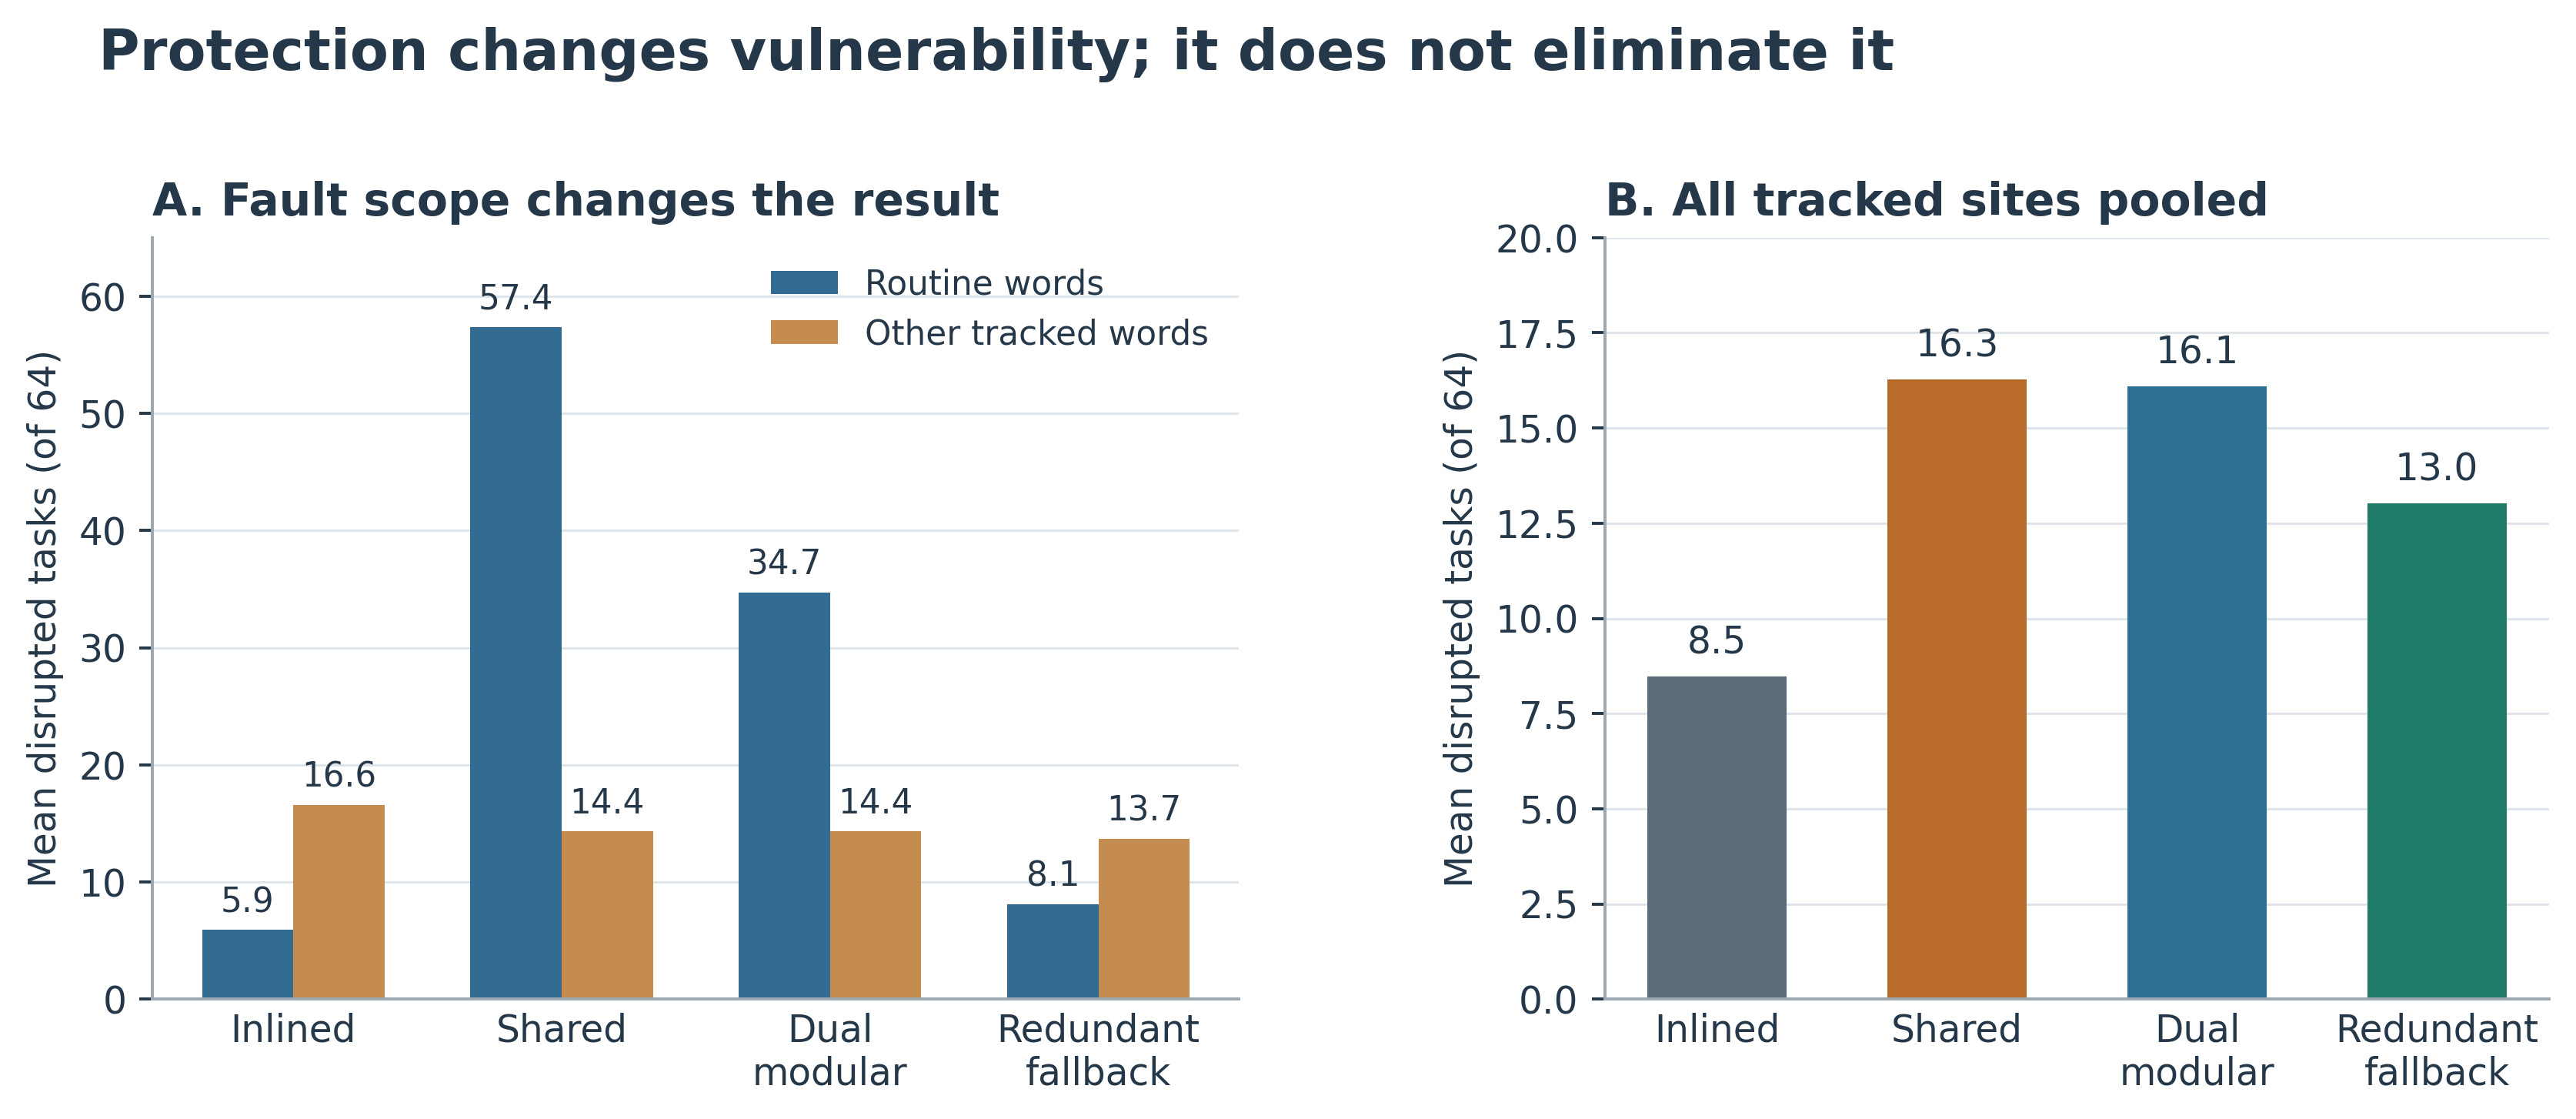 Protection changes vulnerability; it does not eliminate it
A. Fault scope changes the result
Mean disrupted tasks (of 64)
60
50
40
30
20
10
0
Routine words
Other tracked words
5.9
16.6
57.4
14.4
34.7
14.4
8.1
13.7
Inlined
Shared
Dual
modular
Redundant
fallback
B. All tracked sites pooled
Mean disrupted tasks (of 64)
20.0
17.5
15.0
12.5
10.0
7.5
5.0
2.5
0.0
8.5
16.3
16.1
13.0
Inlined
Shared
Dual
modular
Redundant
fallback